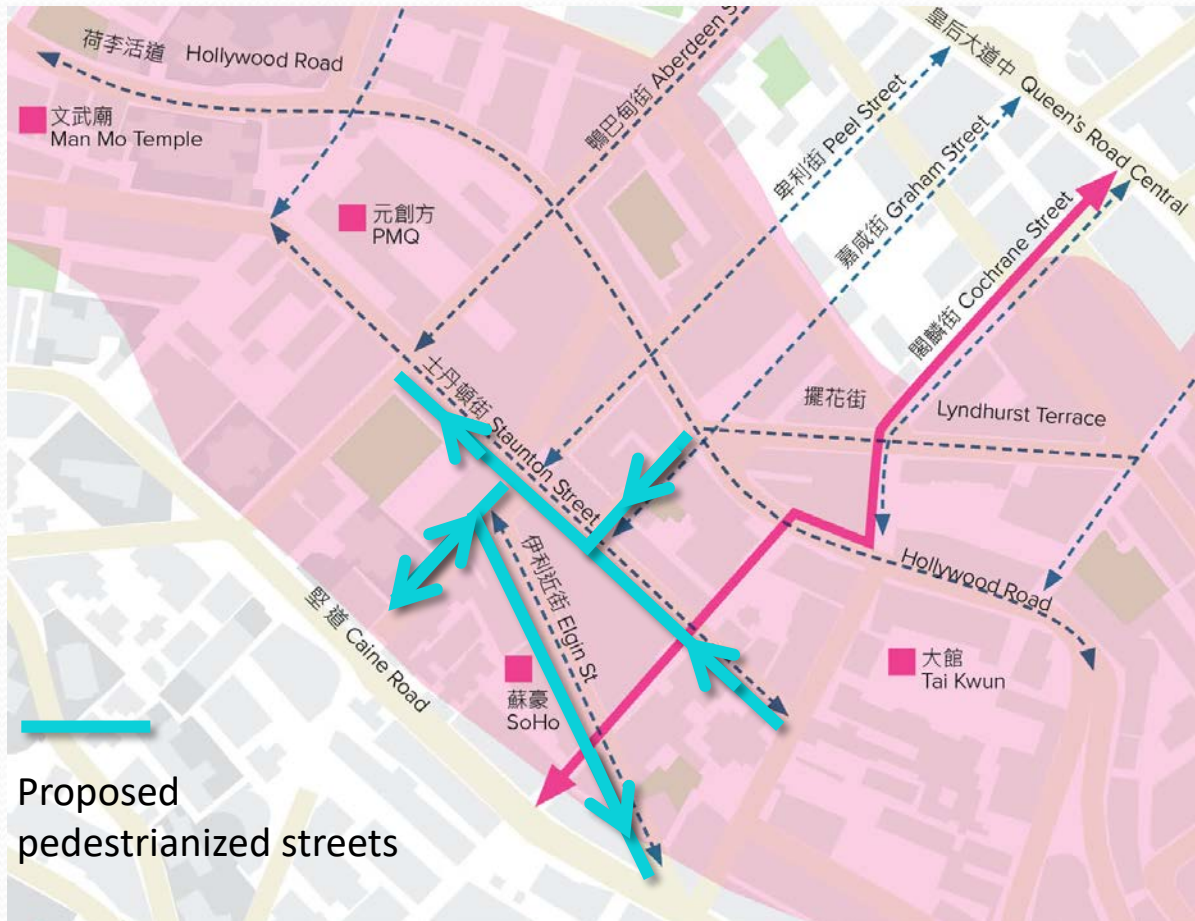 荷李活道 Hollywood Road
文武廟
Man Mo Temple
元創方
PMQ
鴨巴甸街 Aberdeen S
卑利街 Peel Street
嘉咸街 Graham Street
皇后大道中 Queen's Road Central
閣麟街 Cochrane Street
擺花街 Lyndhurst Terrace
士丹頓街 Staunton Street
伊利近街 Elgin St
Hollywood Road
大館
Tai Kwun
蘇豪
SoHo
堅道 Caine Road
Proposed
pedestrianized streets